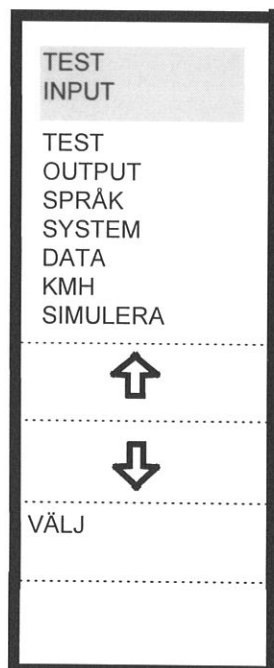 TEST
INPUT
TEST
OUTPUT
SPRÅK
SYSTEM
DATA
KMH
SIMULERA
VÄLJ